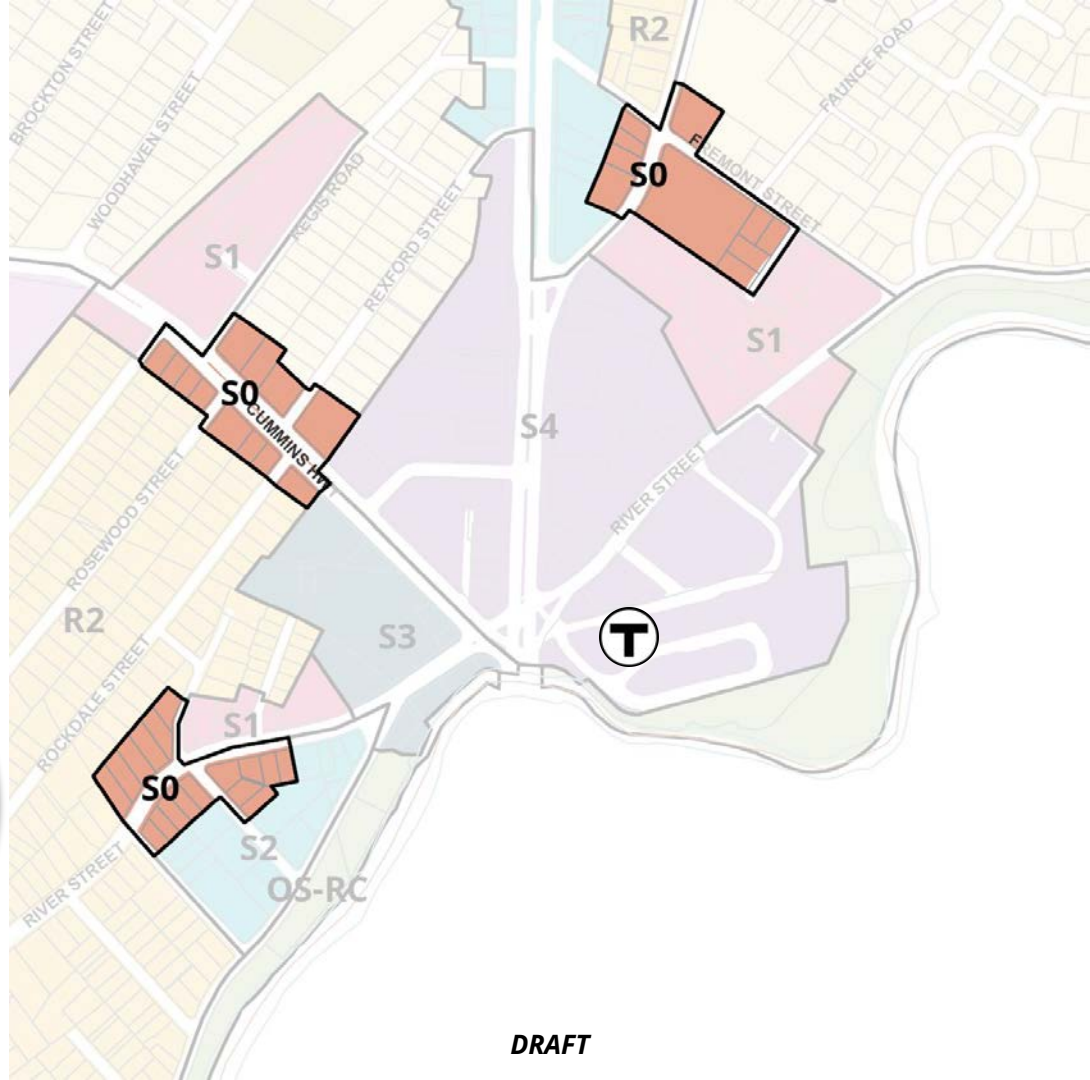 R2
BROCKTON STREET
WOODHAVEN STREET
FAUNCE ROAD
FREMONT STREET
S0
REGIS ROAD
REXFORD STREET
S1
S1
S0
CUMMINS HWY
S4
RIVER STREET
ROSEWOOD STREET
R2
S3
T
ROCKDALE STREET
S1
S0
S2
RIVER STREET
OS-RC
DRAFT